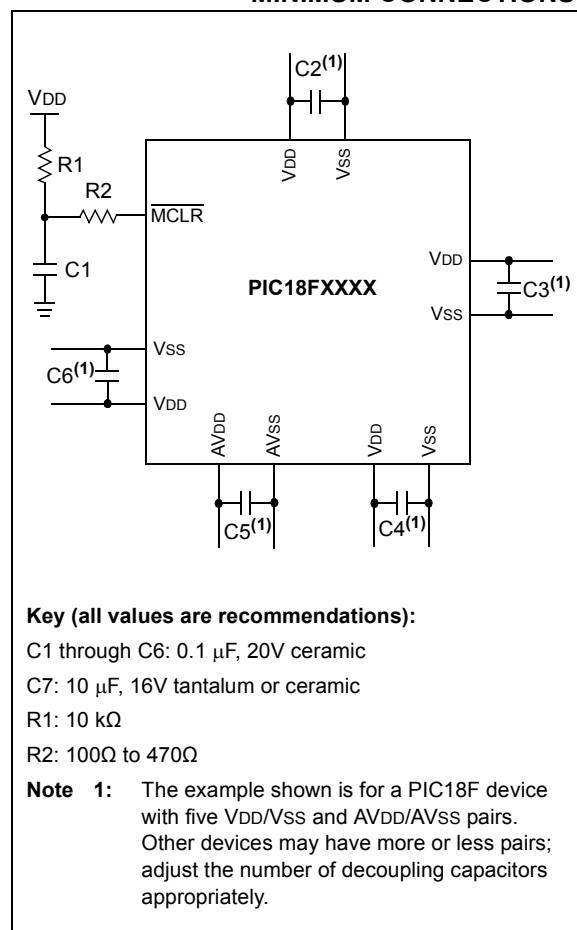 C2(1)
VDD
R1
R2
C1
VDD
VSS
MCLR
PIC18FXXXX
VDD
VSS
C3(1)
VSS
VDD
C6(1)
AVDD
AVSS
VDD
VSS
C5(1)
C4(1)
Key (all values are recommendations):
C1 through C6: 0.1 μF, 20V ceramic
C7: 10 μF, 16V tantalum or ceramic
R1: 10 kΩ
R2: 100Ω to 470Ω
Note 1: The example shown is for a PIC18F device
with five VDD/VSS and AVDD/AVSS pairs.
Other devices may have more or less pairs;
adjust the number of decoupling capacitors
appropriately.